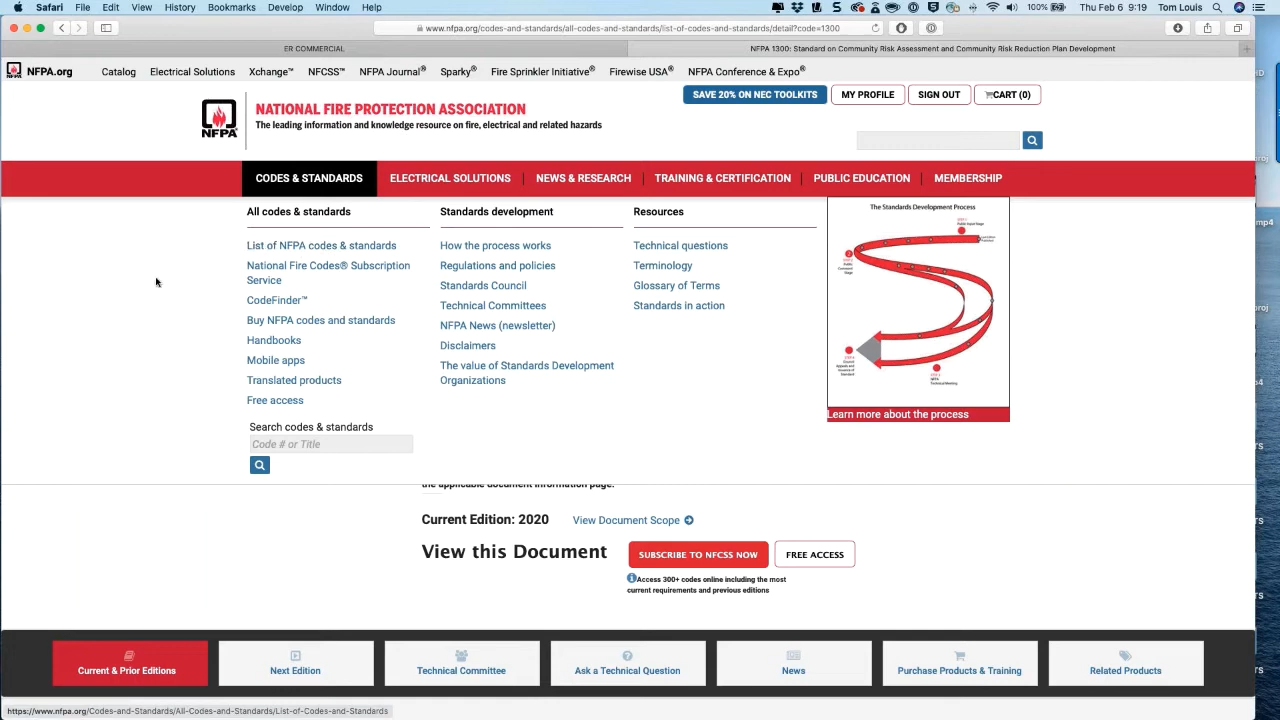 Safari File Edit View History Bookmarks Develop Window Help
100% Thu Feb 6 9:19 Tom Louis
www.nfpa.org/codes-and-standards/all-codes-and-standards/list-of-codes-and-standards/detail?code=1300
ER COMMERCIAL
NFPA 1300: Standard on Community Risk Assessment and Community Risk Reduction Plan Development
NFPA.org Catalog Electrical Solutions Xchange™ NFCSS™ NFPA Journal® Sparky® Fire Sprinkler Initiative® Firewise USA® NFPA Conference & Expo®
SAVE 20% ON NEC TOOLKITS MY PROFILE SIGN OUT CART (0)
NFPA
NATIONAL FIRE PROTECTION ASSOCIATION
The leading information and knowledge resource on fire, electrical and related hazards
CODES & STANDARDS ELECTRICAL SOLUTIONS NEWS & RESEARCH TRAINING & CERTIFICATION PUBLIC EDUCATION MEMBERSHIP
All codes & standards
List of NFPA codes & standards
National Fire Codes® Subscription
Service
CodeFinder™
Buy NFPA codes and standards
Handbooks
Mobile apps
Translated products
Free access
Search codes & standards
Code # or Title
Standards development
How the process works
Regulations and policies
Standards Council
Technical Committees
NFPA News (newsletter)
Disclaimers
The value of Standards Development
Organizations
Resources
Technical questions
Terminology
Glossary of Terms
Standards in action
The Standards Development Process
Learn more about the process
the applicable document information page.
Current Edition: 2020 View Document Scope
View this Document SUBSCRIBE TO NFCSS NOW FREE ACCESS
Access 300+ codes online including the most
current requirements and previous editions
Current & Prior Editions Next Edition Technical Committee Ask a Technical Question News Purchase Products & Training Related Products
https://www.nfpa.org/Codes-and-Standards/All-Codes-and-Standards/List-of-Codes-and-Standards